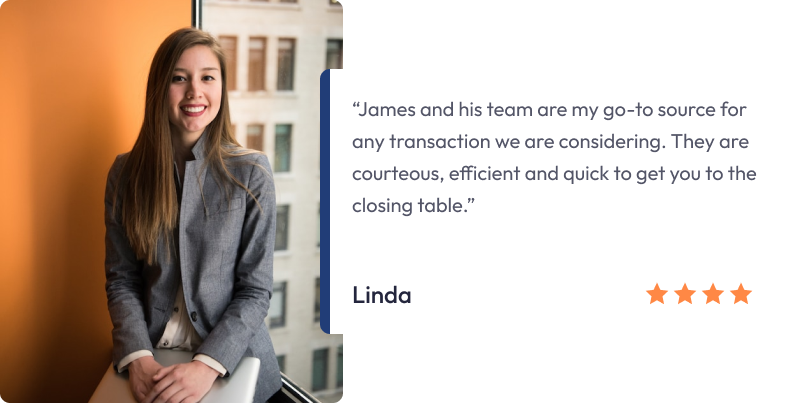 “James and his team are my go-to source for
any transaction we are considering. They are
courteous, efficient and quick to get you to the
closing table.”
Linda